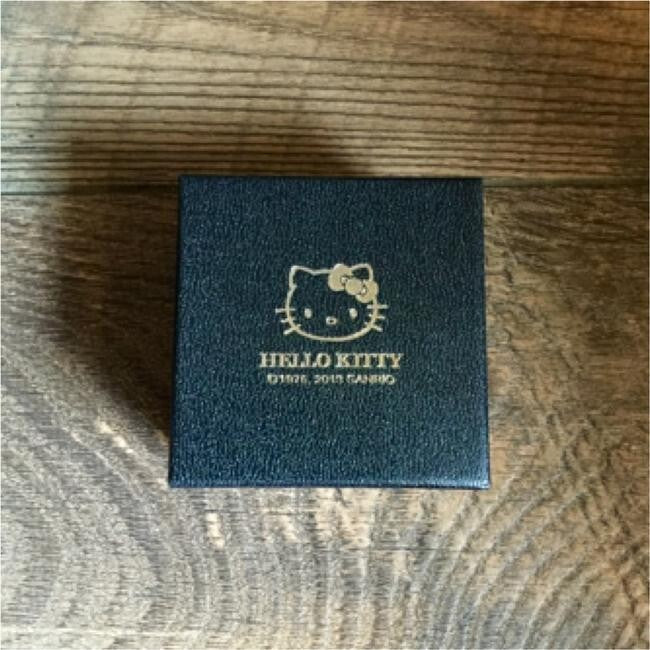 HELLO KITTY
©1976, 2013 SANRIO